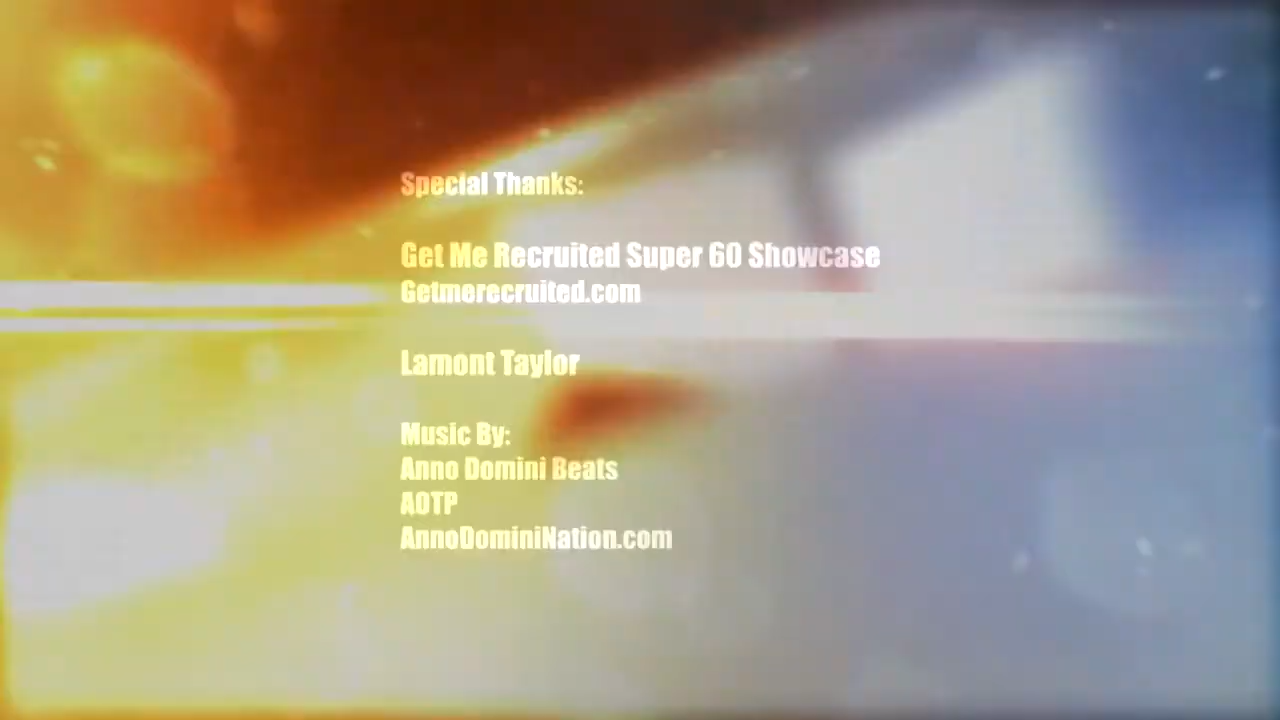 Special Thanks:
Get Me Recruited Super 60 Showcase
Getmerecruited.com
Lamont Taylor
Music By:
Anno Domini Beats
AOTP
AnnoDominiNation.com